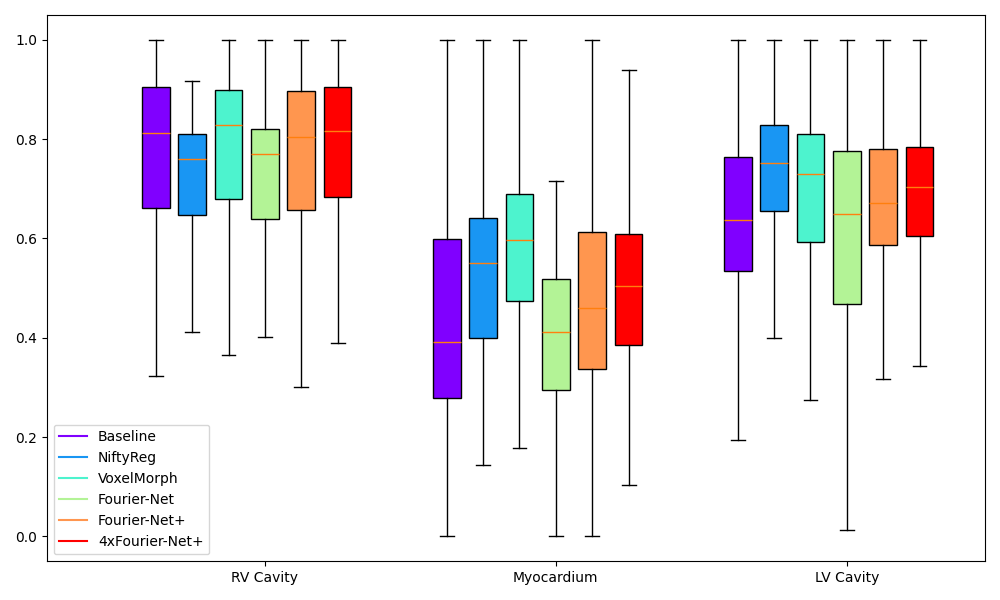 1.0
0.8
0.6
0.4
0.2
0.0
Baseline
NiftyReg
VoxelMorph
Fourier-Net
Fourier-Net+
4xFourier-Net+
RV Cavity
Myocardium
LV Cavity